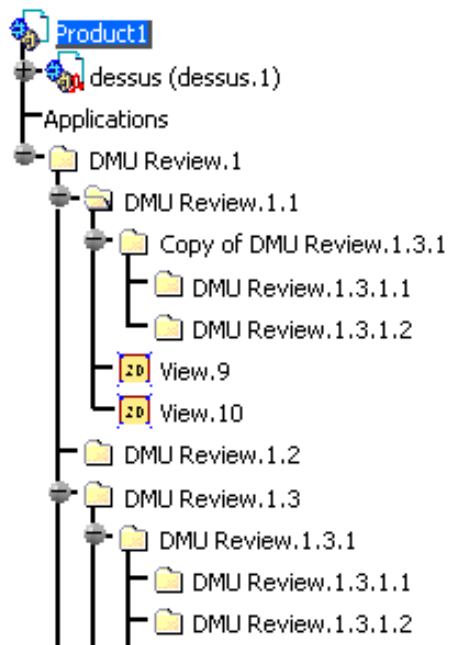 Product1
dessus (dessus.1)
Applications
DMU Review.1
DMU Review.1.1
Copy of DMU Review.1.3.1
DMU Review.1.3.1.1
DMU Review.1.3.1.2
2D View.9
2D View.10
DMU Review.1.2
DMU Review.1.3
DMU Review.1.3.1
DMU Review.1.3.1.1
DMU Review.1.3.1.2